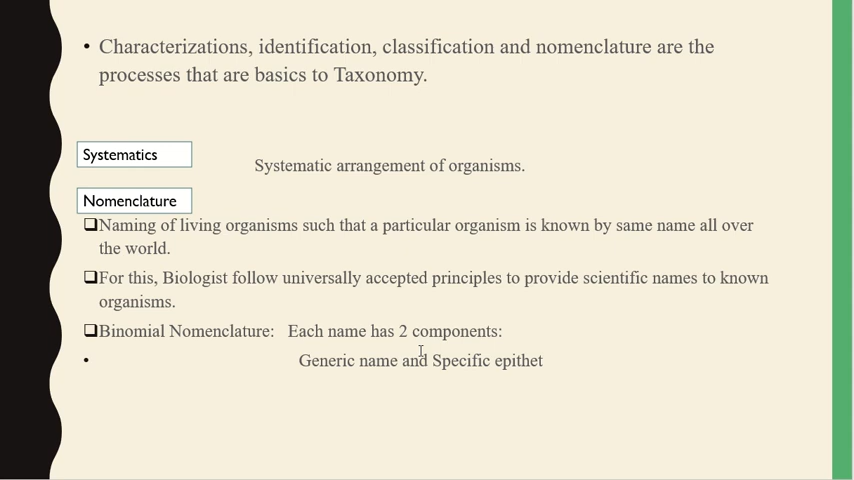 • Characterizations, identification, classification and nomenclature are the
processes that are basics to Taxonomy.
Systematics
Systematic arrangement of organisms.
Nomenclature
❑Naming of living organisms such that a particular organism is known by same name all over
the world.
❑For this, Biologist follow universally accepted principles to provide scientific names to known
organisms.
❑Binomial Nomenclature: Each name has 2 components:
• Generic name and Specific epithet